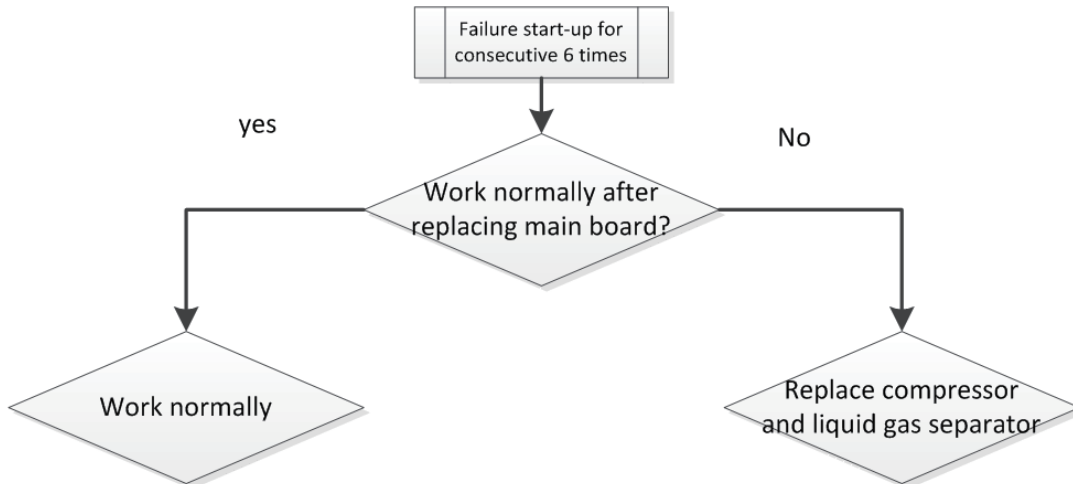 Failure start-up for
consecutive 6 times
yes
No
Work normally after
replacing main board?
Work normally
Replace compressor
and liquid gas separator